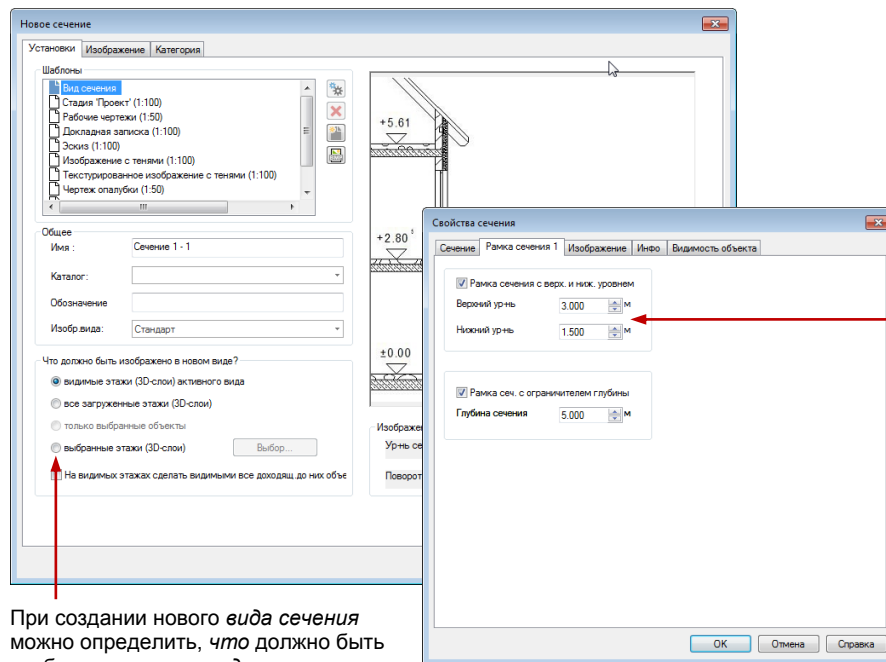 Новое сечение
Установки Изображение Категория
Шаблоны
Вид сечения
Стадия 'Проект' (1:100)
Рабочие чертежи (1:50)
Докладная записка (1:100)
Эскиз (1:100)
Изображение с тенями (1:100)
Текстурированное изображение с тенями (1:100)
Чертеж опалубки (1:50)
Общее
Имя :
Сечение 1 - 1
Каталог:
Обозначение
Изобр.вида:
Стандарт
Что должно быть изображено в новом виде?
видимые этажи (3D-слои) активного вида
все загруженные этажи (3D-слои)
только выбранные объекты
выбранные этажи (3D-слои)
Выбор...
На видимых этажах сделать видимыми все доходящ.до них объе
+5.61
+2.80 5
±0.00
Изображе
Ур-нь се
Поворот
Свойства сечения
Сечение Рамка сечения 1 Изображение Инфо Видимость объекта
Рамка сечения с верх. и ниж. уровнем
Верхний ур-нь 3.000 м
Нижний ур-нь 1.500 м
Рамка сеч. с ограничителем глубины
Глубина сечения 5.000 м
OK Отмена Справка
При создании нового вида сечения
можно определить, что должно быть